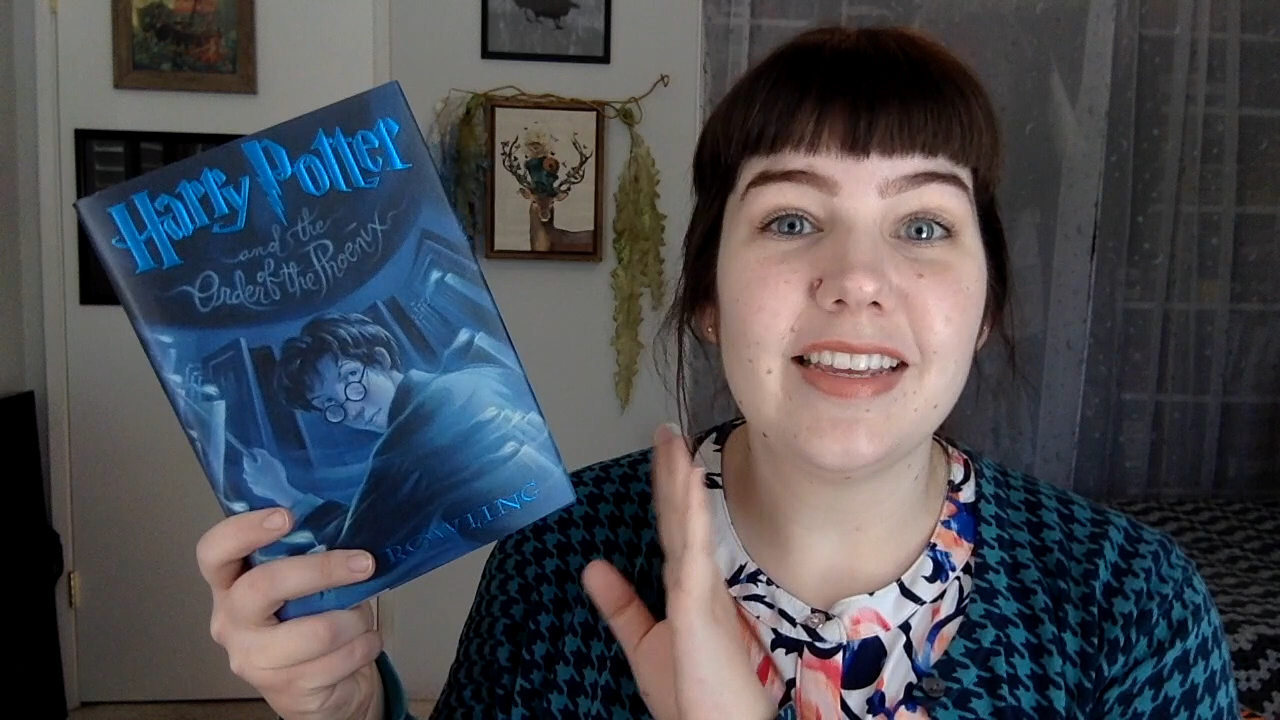 Harry Potter
and the
Order of the Phoenix
ROWLING